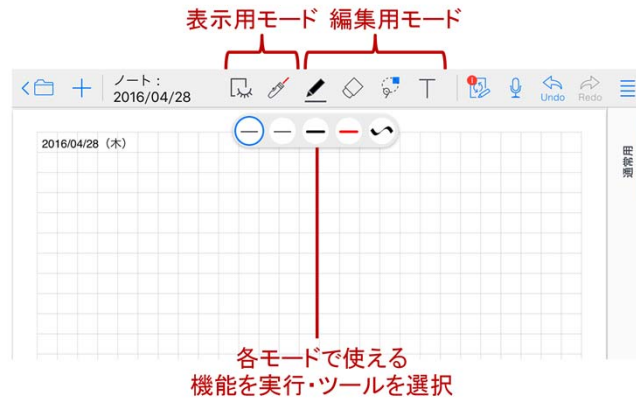 表示用モード 編集用モード
ノート：
2016/04/28
T
!
Undo
Redo
2016/04/28（木）
通常用
各モードで使える
機能を実行・ツールを選択